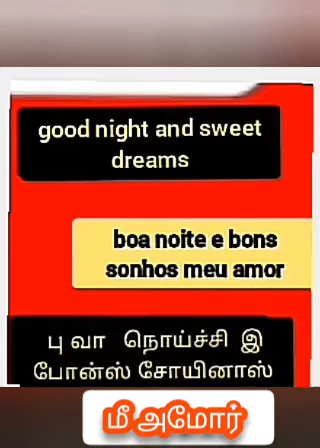 good night and sweet
dreams
boa noite e bons
sonhos meu amor
பு வா நொய்ச்சி இ
போன்ஸ் சோயினாஸ்
மீ அமோர்